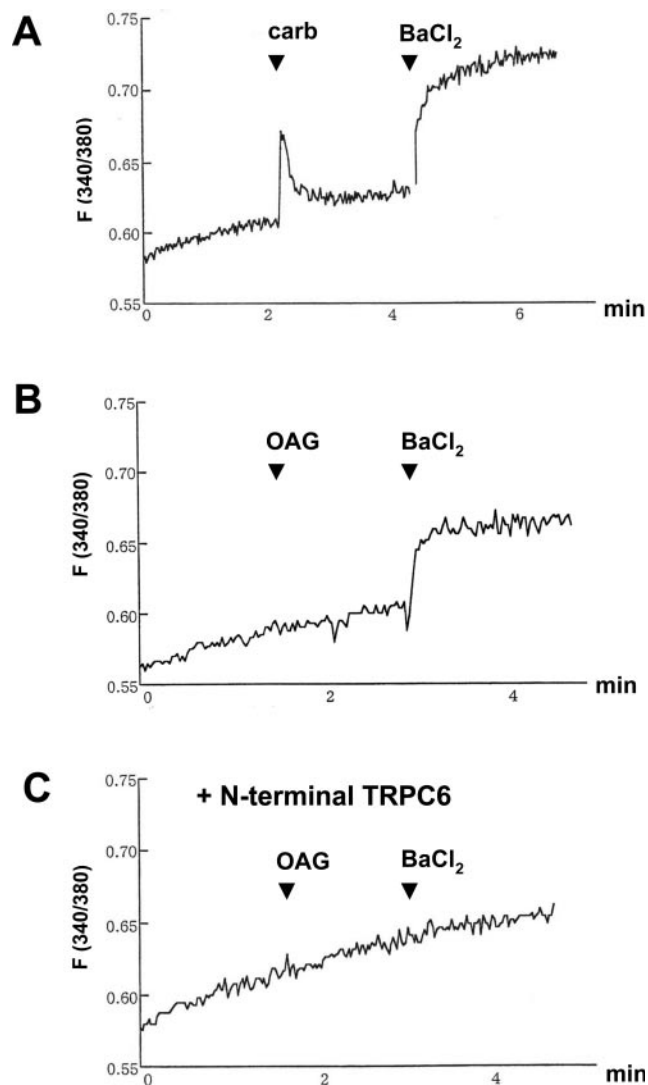 A
carb BaCl2
0.75
0.70
0.65
0.60
0.55
F (340/380)
0 2 4 6 min
B
OAG BaCl2
0.75
0.70
0.65
0.60
0.55
F (340/380)
0 2 4 min
C
+ N-terminal TRPC6
OAG BaCl2
0.75
0.70
0.65
0.60
0.55
F (340/380)
0 2 4 min